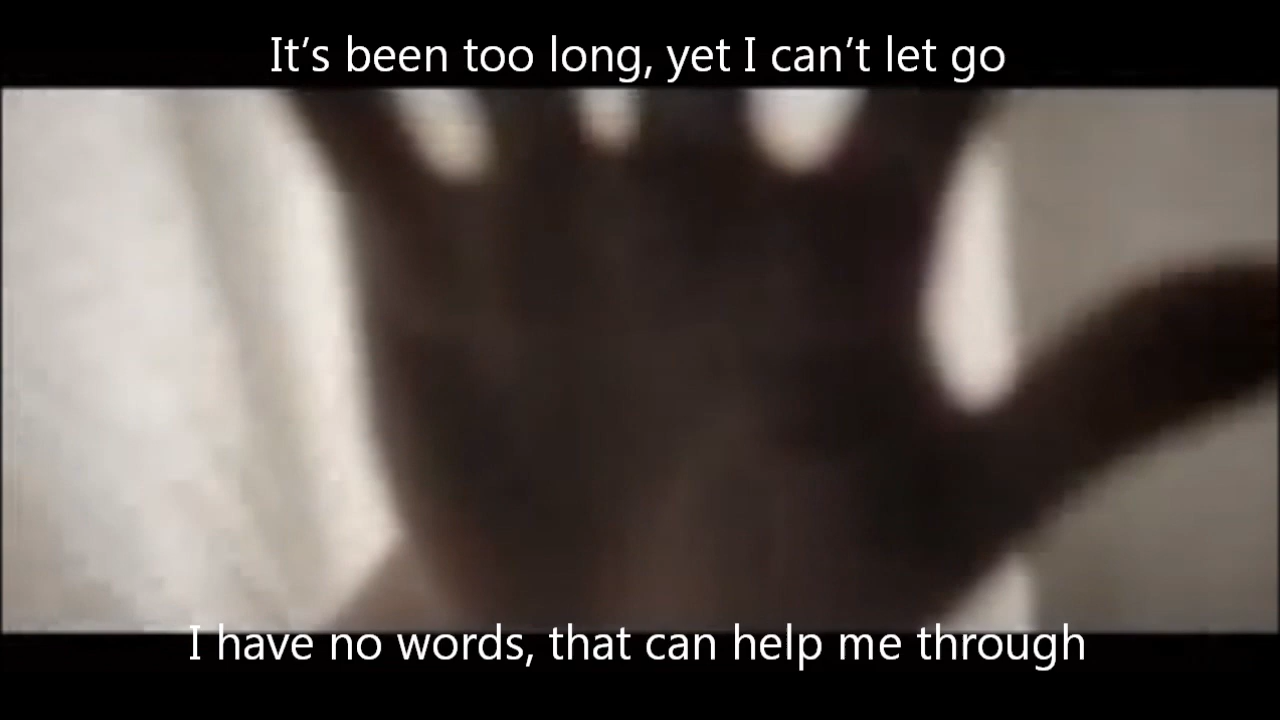 It’s been too long, yet I can’t let go
I have no words, that can help me through